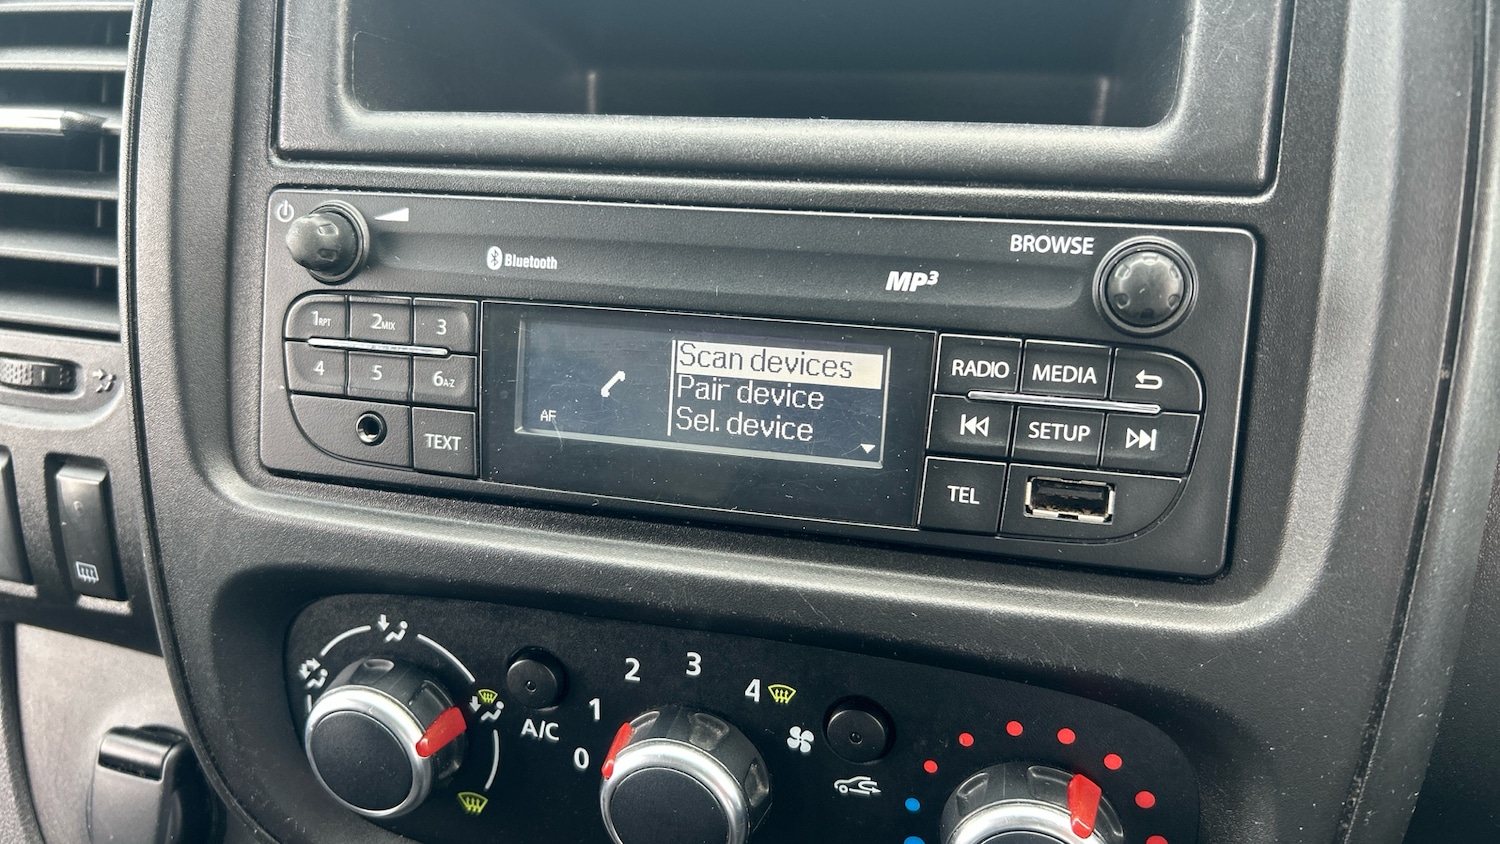 BROWSE
Bluetooth
MP3
1RPT 2MIX 3
4 5 6A-Z
TEXT
AF
Scan devices
Pair device
Sel. device
RADIO MEDIA
SETUP
TEL
A/C
0 1 2 3 4